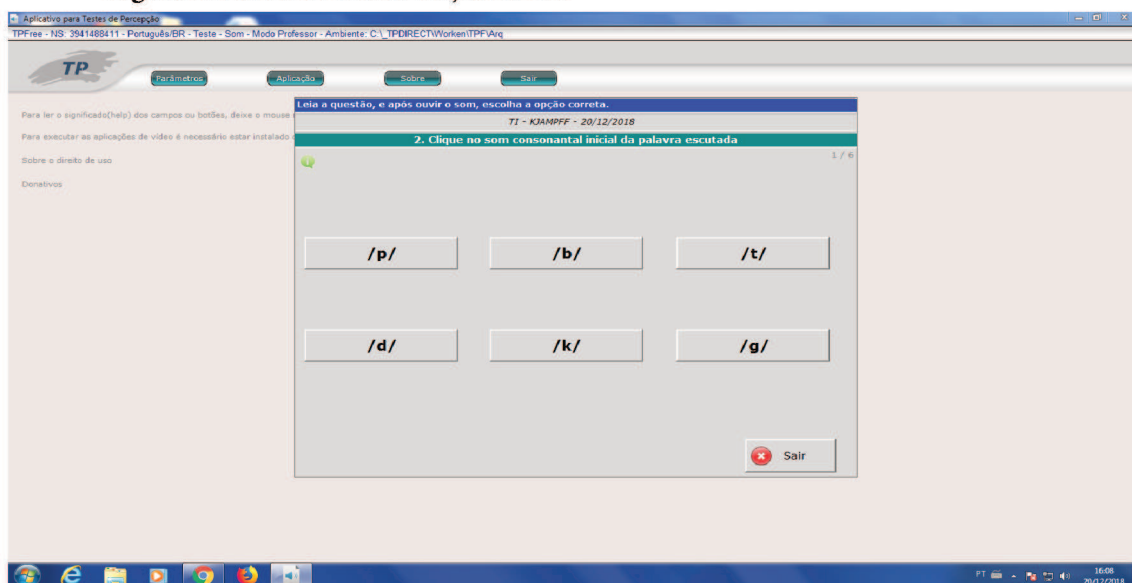 Aplicativo para Testes de Percepção
TPFree - NS: 3941488411 - Português/BR - Teste - Som - Modo Professor - Ambiente: C:\_TPDIRECT\Worken\TPF\Arq
TP
Parâmetros Aplicação Sobre Sair
Leia a questão, e após ouvir o som, escolha a opção correta.
Para ler o significado(help) dos campos ou botões, deixe o mouse
TI - KJAMPFF - 20/12/2018
Para executar as aplicações de vídeo é necessário estar instalado
2. Clique no som consonantal inicial da palavra escutada
1 / 6
Sobre o direito de uso
Donativos
/p/ /b/ /t/
/d/ /k/ /g/
Sair
PT
16:08
20/12/2018